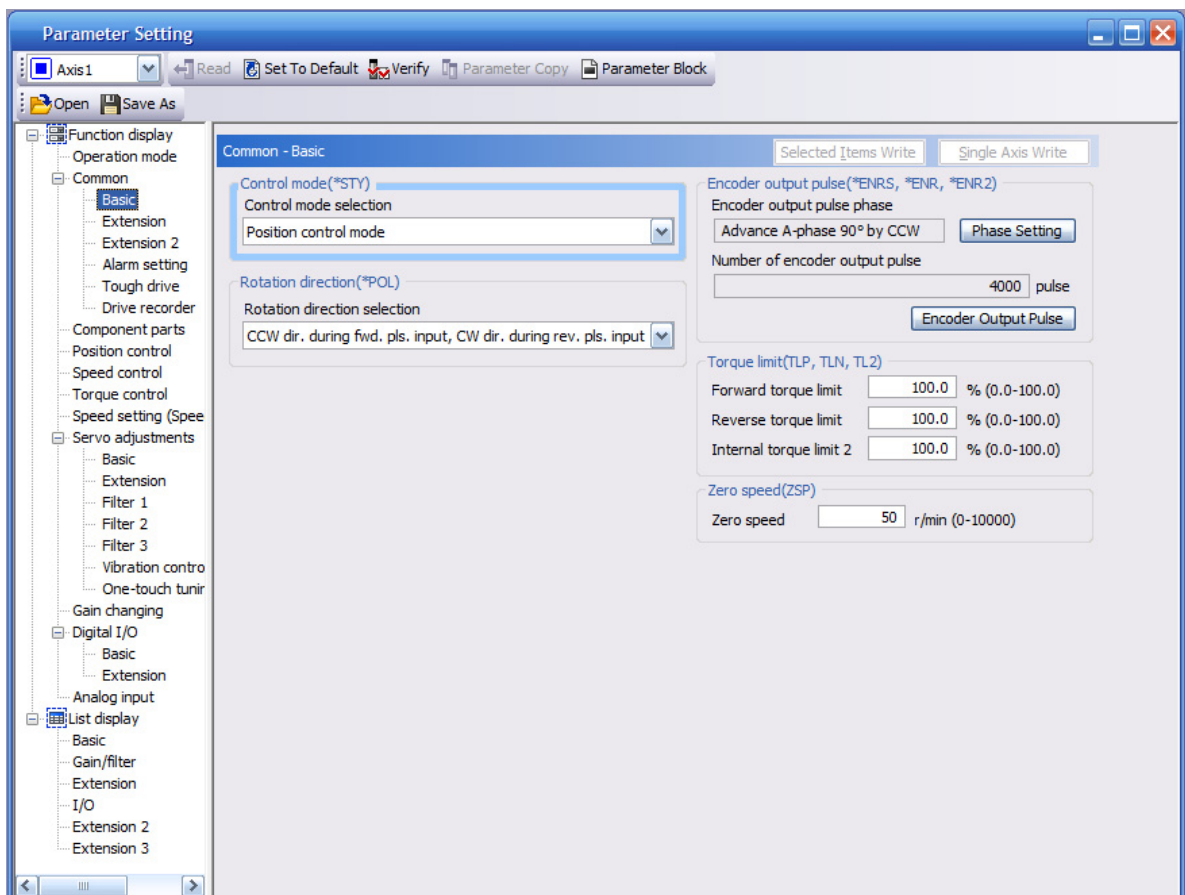 Parameter Setting
Axis1 Read Set To Default Verify Parameter Copy Parameter Block
Open Save As
Function display
Operation mode
Common
Basic
Extension
Extension 2
Alarm setting
Tough drive
Drive recorder
Component parts
Position control
Speed control
Torque control
Speed setting (Spee
Servo adjustments
Basic
Extension
Filter 1
Filter 2
Filter 3
Vibration contro
One-touch tunir
Gain changing
Digital I/O
Basic
Extension
Analog input
List display
Basic
Gain/filter
Extension
I/O
Extension 2
Extension 3
Common - Basic
Selected Items Write Single Axis Write
Control mode(*STY)
Control mode selection
Position control mode
Rotation direction(*POL)
Rotation direction selection
CCW dir. during fwd. pls. input, CW dir. during rev. pls. input
Encoder output pulse(*ENRS, *ENR, *ENR2)
Encoder output pulse phase
Advance A-phase 90° by CCW Phase Setting
Number of encoder output pulse
4000 pulse
Encoder Output Pulse
Torque limit(TLP, TLN, TL2)
Forward torque limit 100.0 % (0.0-100.0)
Reverse torque limit 100.0 % (0.0-100.0)
Internal torque limit 2 100.0 % (0.0-100.0)
Zero speed(ZSP)
Zero speed 50 r/min (0-10000)